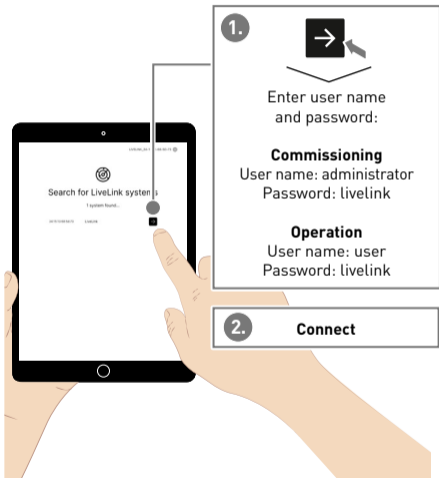 1.
Enter user name
and password:
Commissioning
User name: administrator
Password: livelink
Operation
User name: user
Password: livelink
2.
Connect
Search for LiveLink systems
1 system found...